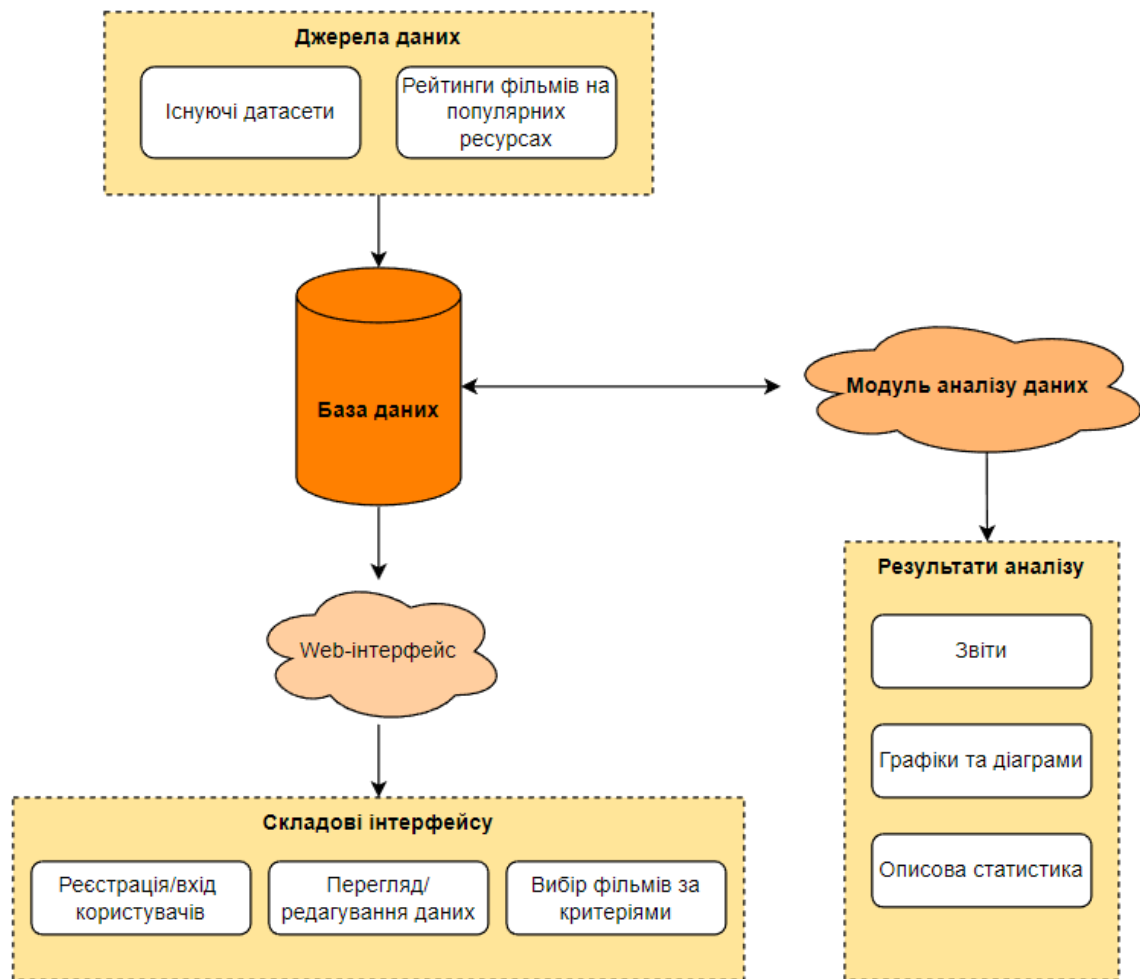 Джерела даних
Існуючі датасети
Рейтинги фільмів на
популярних
ресурсах
База даних
Модуль аналізу даних
Web-інтерфейс
Результати аналізу
Звіти
Графіки та діаграми
Описова статистика
Складові інтерфейсу
Реєстрація/вхід
користувачів
Перегляд/
редагування даних
Вибір фільмів за
критеріями